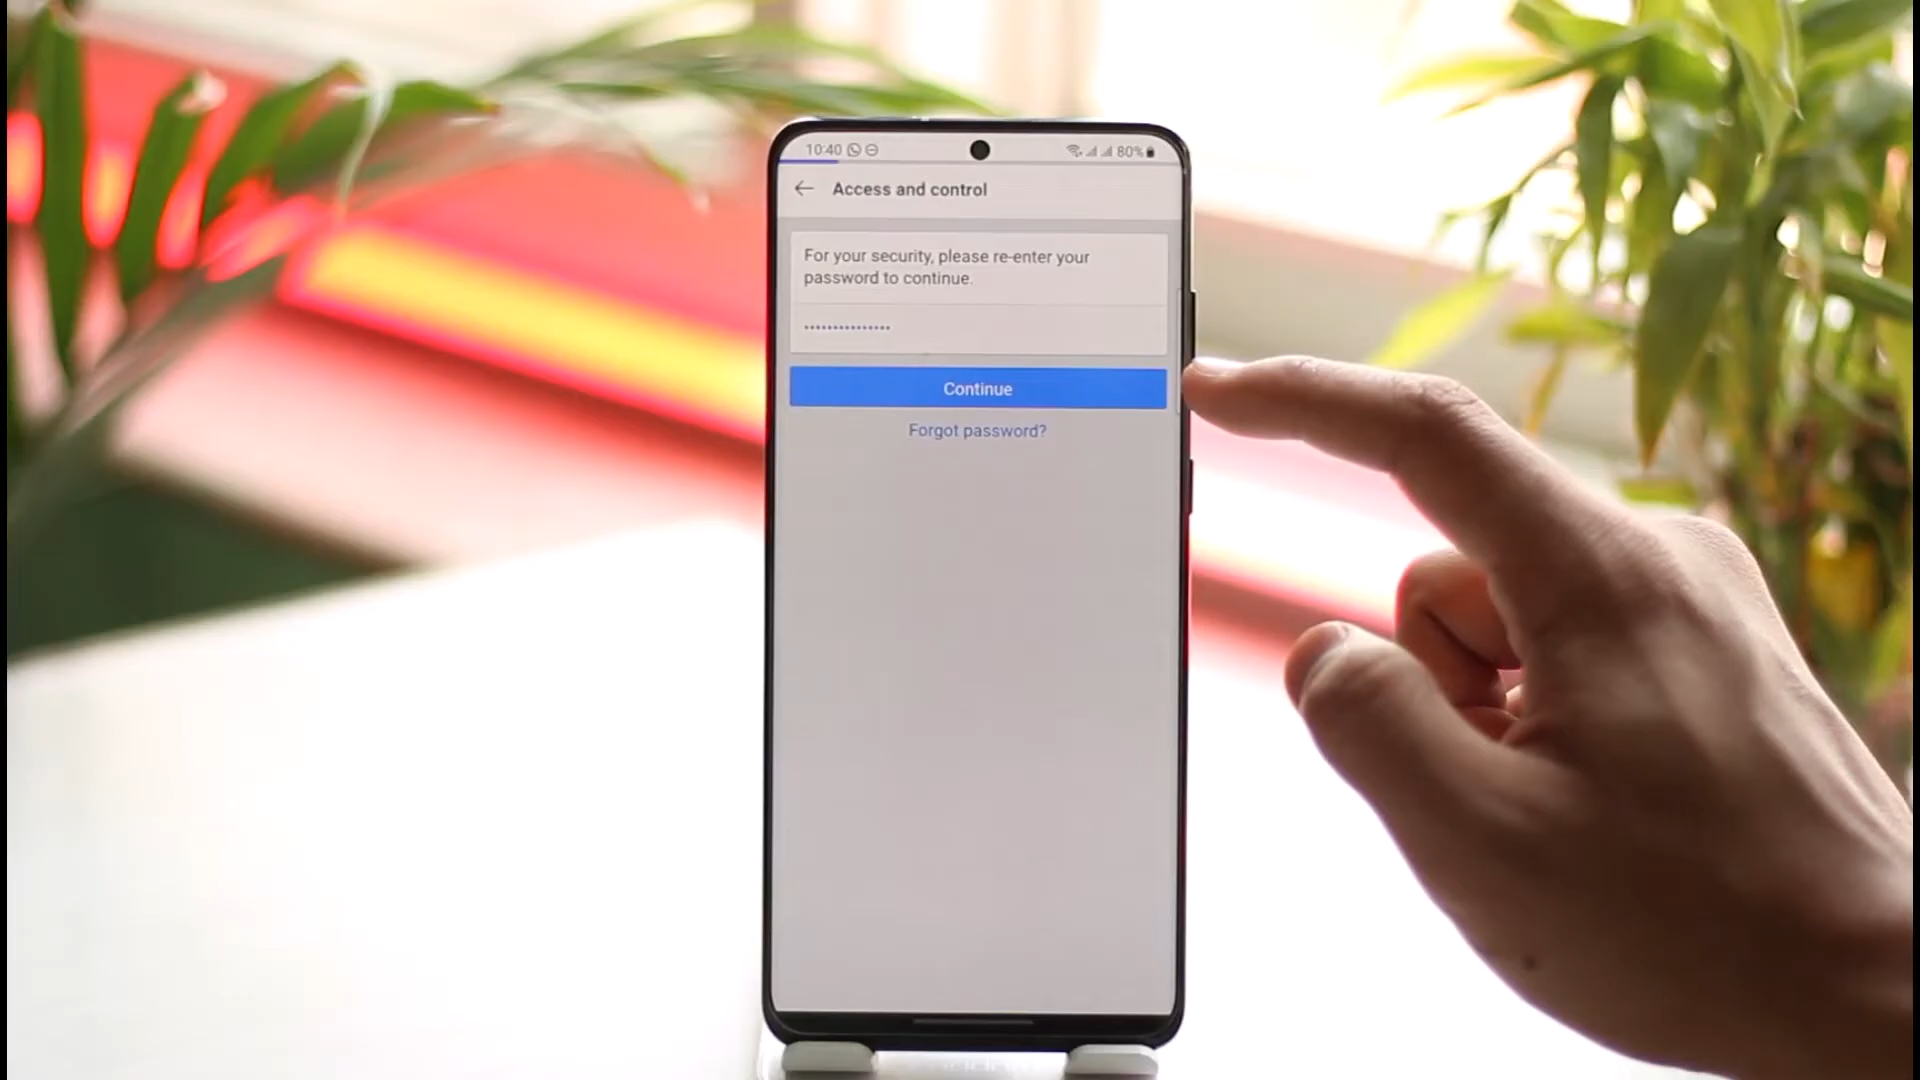 10:40
80%
Access and control
For your security, please re-enter your
password to continue.
Continue
Forgot password?